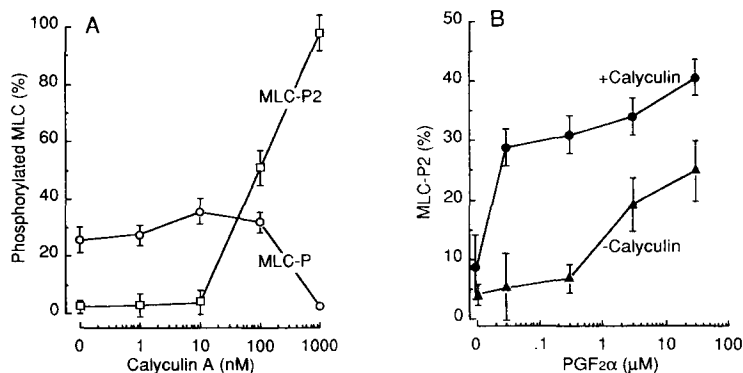 A
Phosphorylated MLC (%)
100
80
60
40
20
0
MLC-P2
MLC-P
0 1 10 100 1000
Calyculin A (nM)
B
MLC-P2 (%)
50
40
30
20
10
0
+Calyculin
-Calyculin
0 .1 1 10 100
PGF2α (μM)